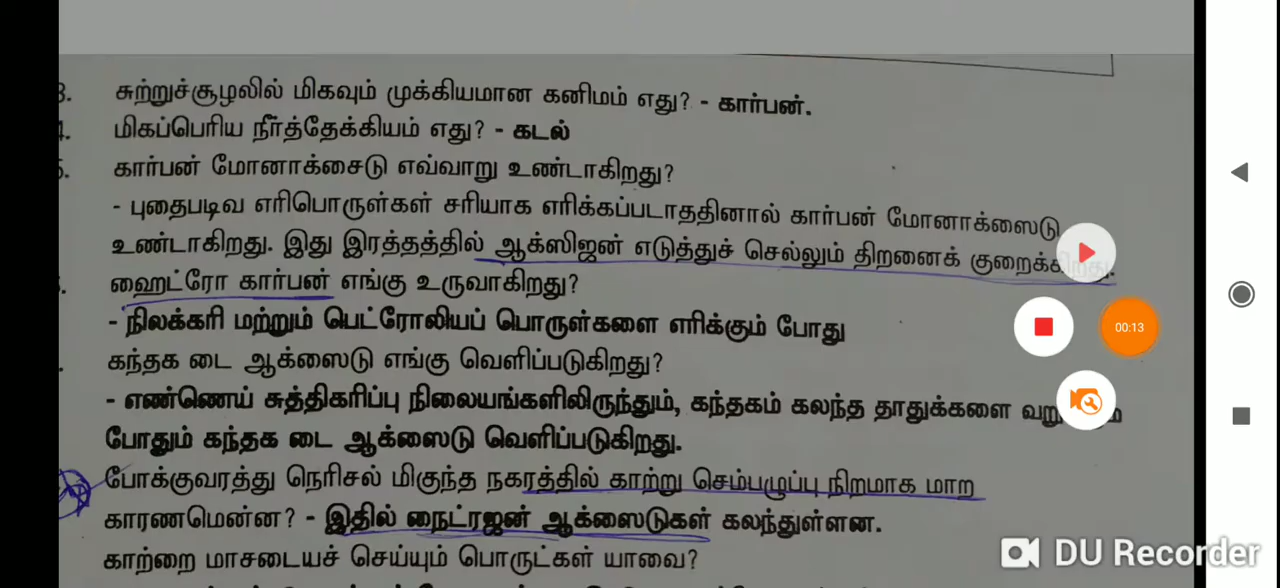 3. சுற்றுச்சூழலில் மிகவும் முக்கியமான கனிமம் எது? - கார்பன்.
4. மிகப்பெரிய நீர்த்தேக்கியம் எது? - கடல்
5. கார்பன் மோனாக்சைடு எவ்வாறு உண்டாகிறது?
- புதைபடிவ எரிபொருள்கள் சரியாக எரிக்கப்படாததினால் கார்பன் மோனாக்ஸைடு
உண்டாகிறது. இது இரத்தத்தில் ஆக்ஸிஜன் எடுத்துச் செல்லும் திறனைக் குறைக்கிறது.
ஹைட்ரோ கார்பன் எங்கு உருவாகிறது?
- நிலக்கரி மற்றும் பெட்ரோலியப் பொருள்களை எரிக்கும் போது
கந்தக டை ஆக்ஸைடு எங்கு வெளிப்படுகிறது?
- எண்ணெய் சுத்திகரிப்பு நிலையங்களிலிருந்தும், கந்தகம் கலந்த தாதுக்களை
போதும் கந்தக டை ஆக்ஸைடு வெளிப்படுகிறது.
போக்குவரத்து நெரிசல் மிகுந்த நகரத்தில் காற்று செம்பழுப்பு நிறமாக மாற
காரணமென்ன? - இதில் நைட்ரஜன் ஆக்ஸைடுகள் கலந்துள்ளன.
காற்றை மாசடையச் செய்யும் பொருட்கள் யாவை?
00:13
DU Recorder